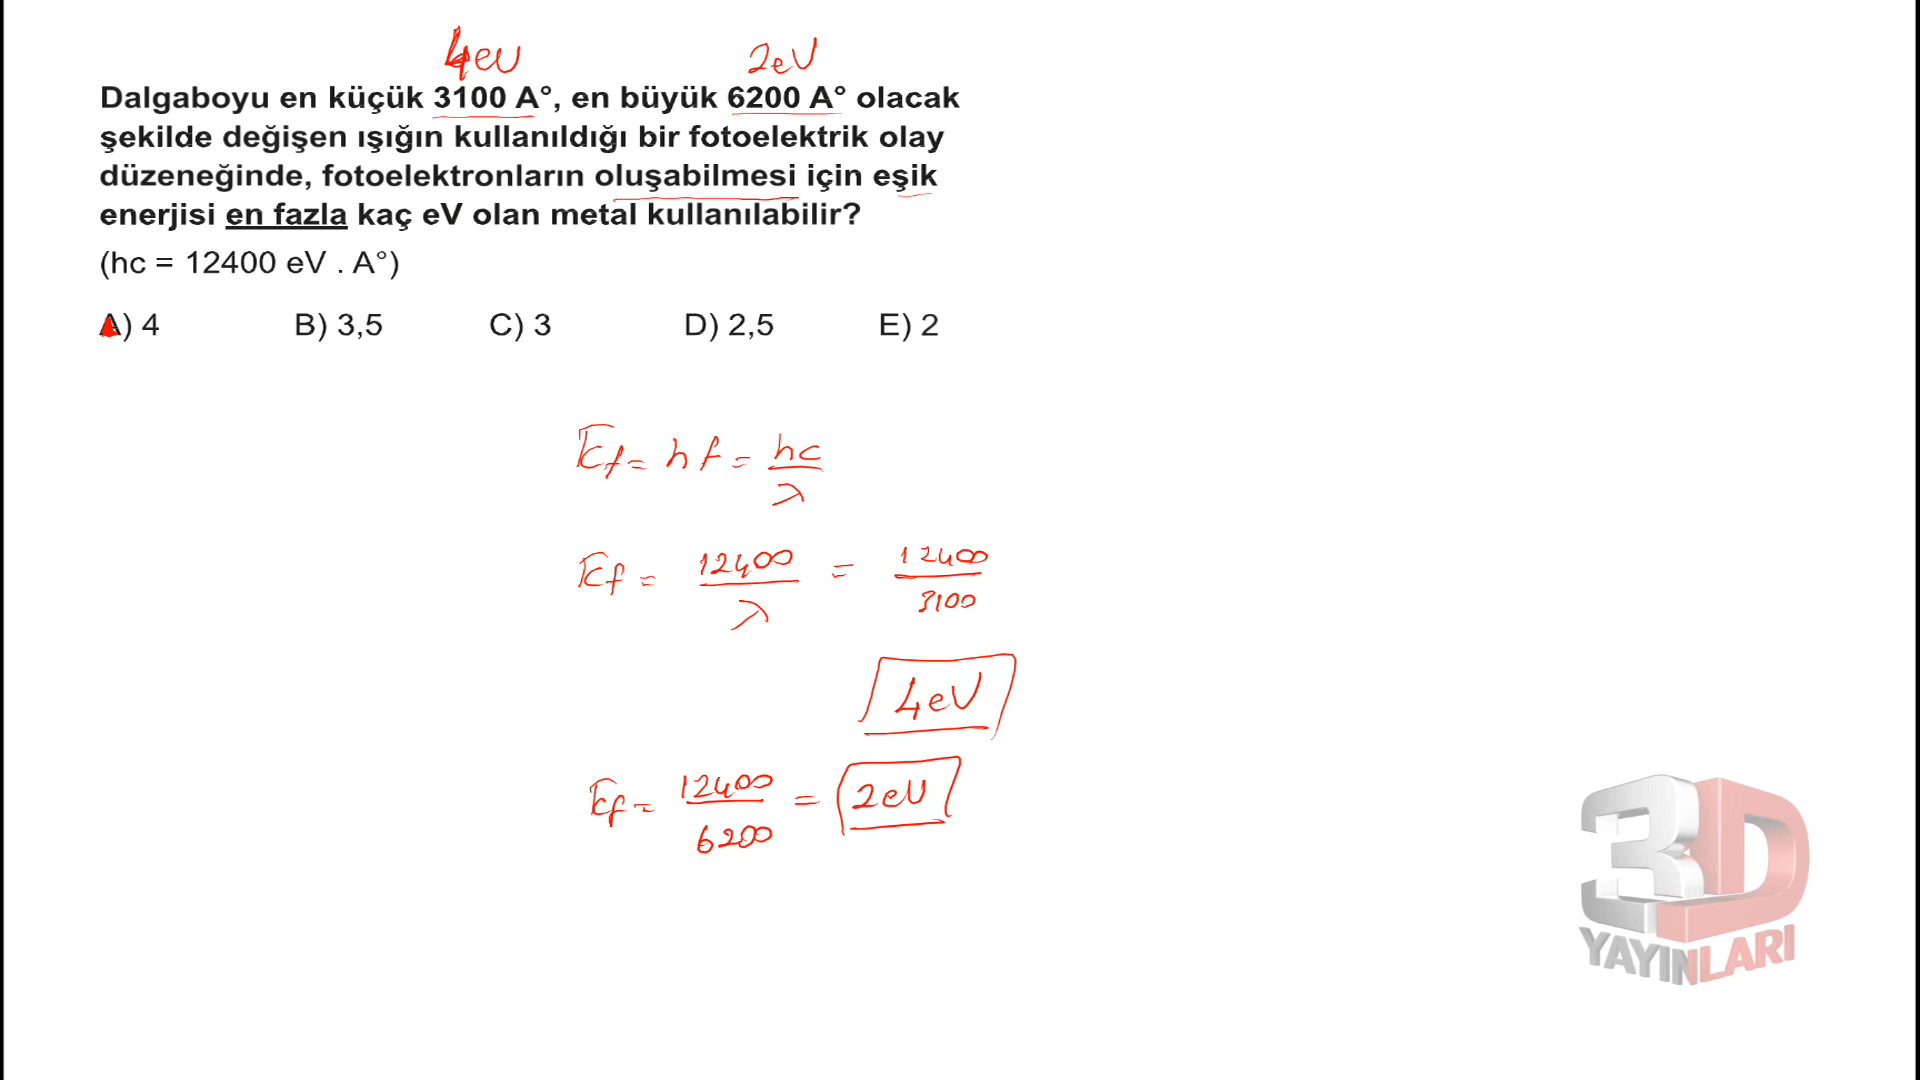 4eV 2eV
Dalgaboyu en küçük 3100 A°, en büyük 6200 A° olacak
şekilde değişen ışığın kullanıldığı bir fotoelektrik olay
düzeneğinde, fotoelektronların oluşabilmesi için eşik
enerjisi en fazla kaç eV olan metal kullanılabilir?
(hc = 12400 eV . A°)
A) 4 B) 3,5 C) 3 D) 2,5 E) 2
Ef = hf = hc/λ
Ef = 12400/λ = 12400/3100
4eV
Ef = 12400/6200 = 2eV
3D
YAYINLARI